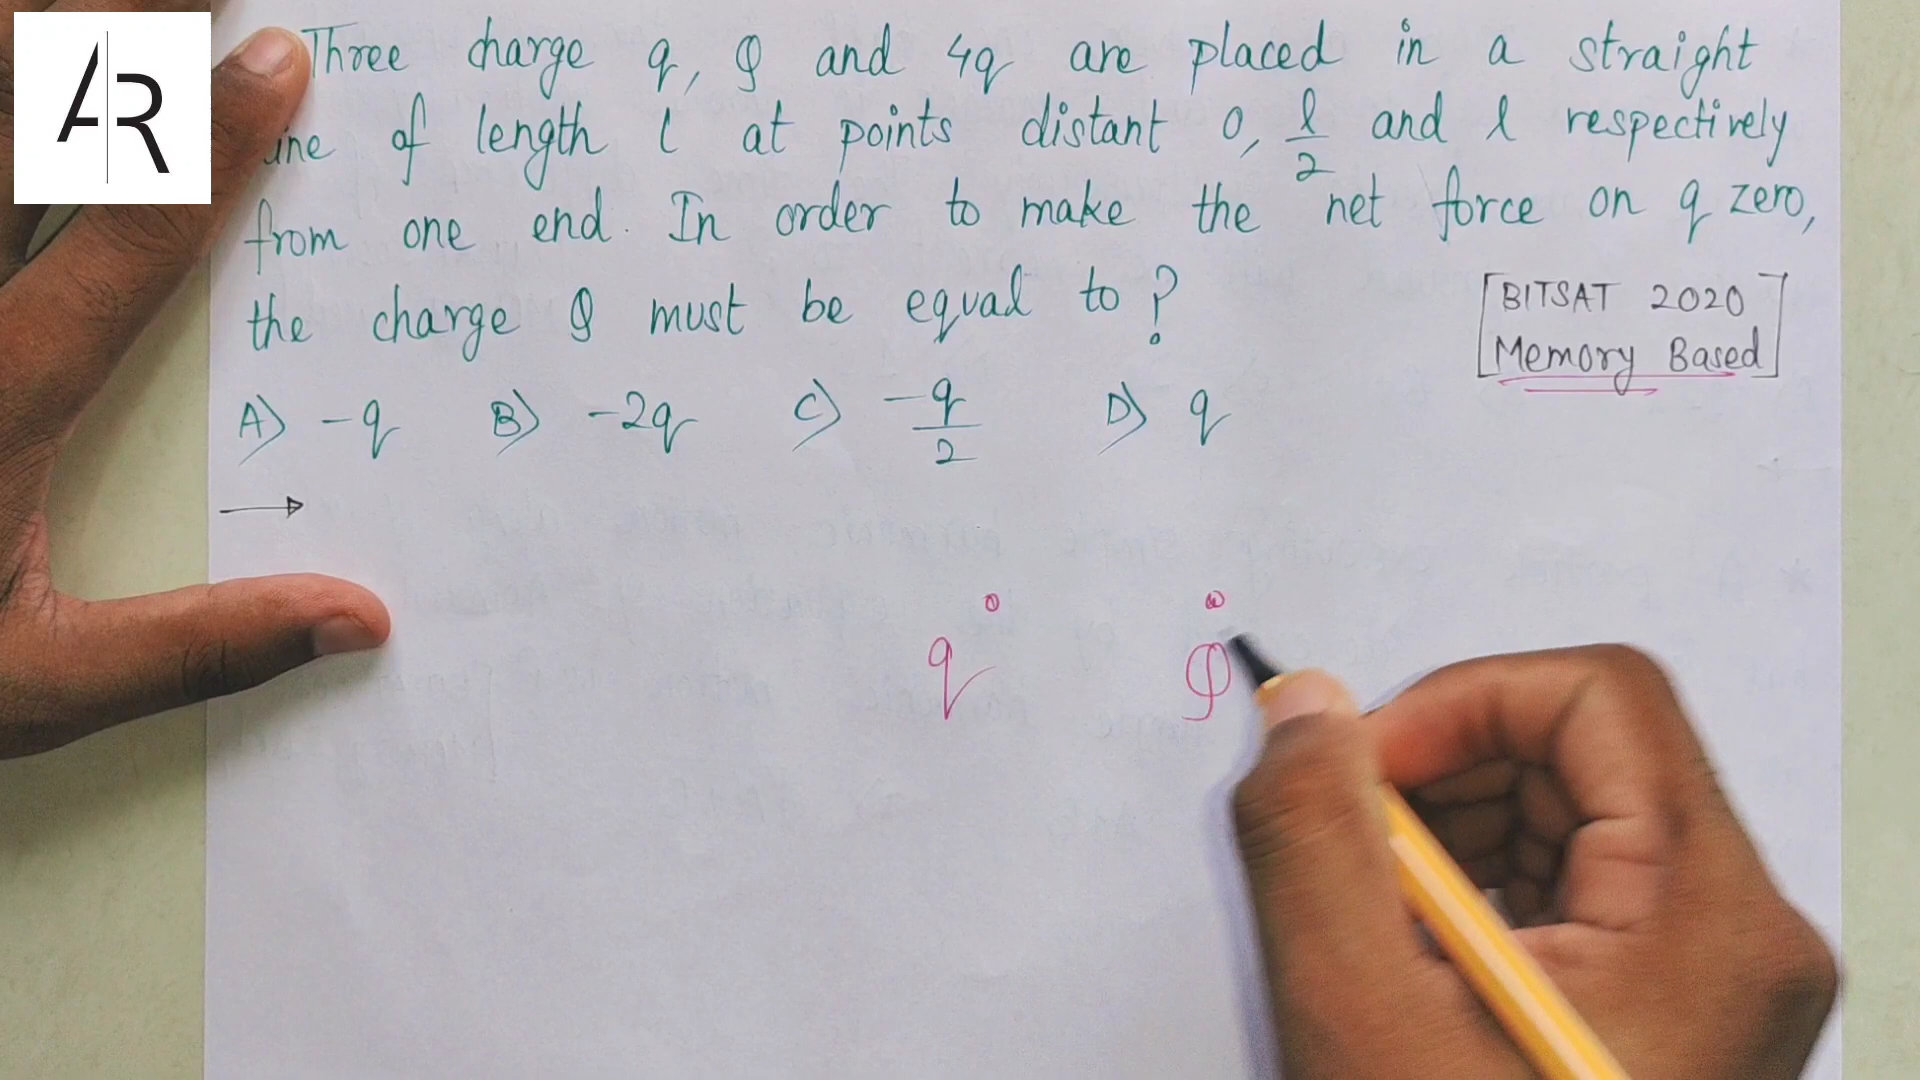 AR
Three charge q, Q and 4q are placed in a straight
line of length l at points distant 0, l/2 and l respectively
from one end. In order to make the net force on q zero,
the charge Q must be equal to?
[BITSAT 2020
Memory Based]
A) -q B) -2q C) -q/2 D) q
→
q Q